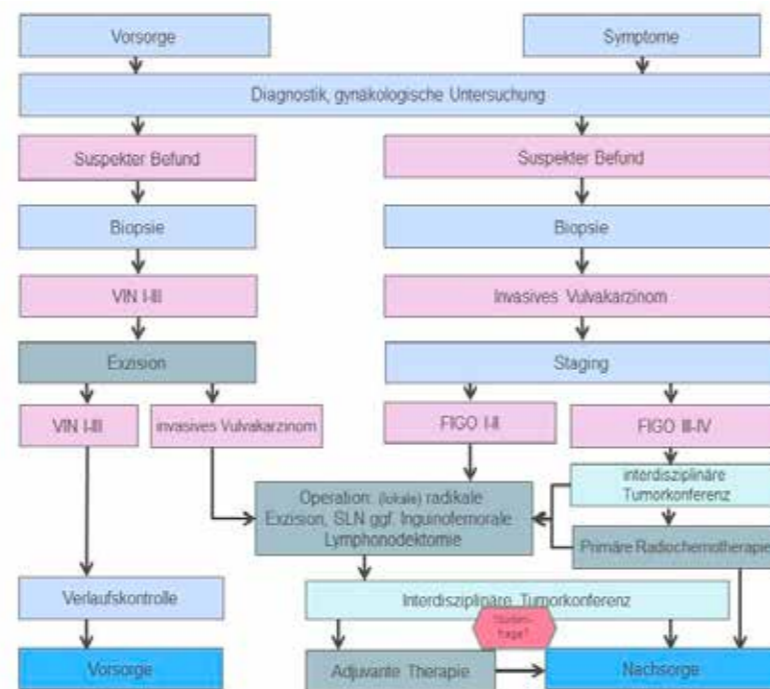 Vorsorge
Symptome
Diagnostik, gynäkologische Untersuchung
Suspekter Befund
Suspekter Befund
Biopsie
Biopsie
VIN I-III
Invasives Vulvakarzinom
Exzision
Staging
VIN I-III
invasives Vulvakarzinom
FIGO I-II
FIGO III-IV
interdisziplinäre
Tumorkonferenz
Operation: (lokale) radikale
Exzision, SLN ggf. Inguinofemorale
Lymphonodektomie
Primäre Radiochemotherapie
Verlaufskontrolle
Interdisziplinäre Tumorkonferenz
Vorsorge
Adjuvante Therapie
Nachsorge